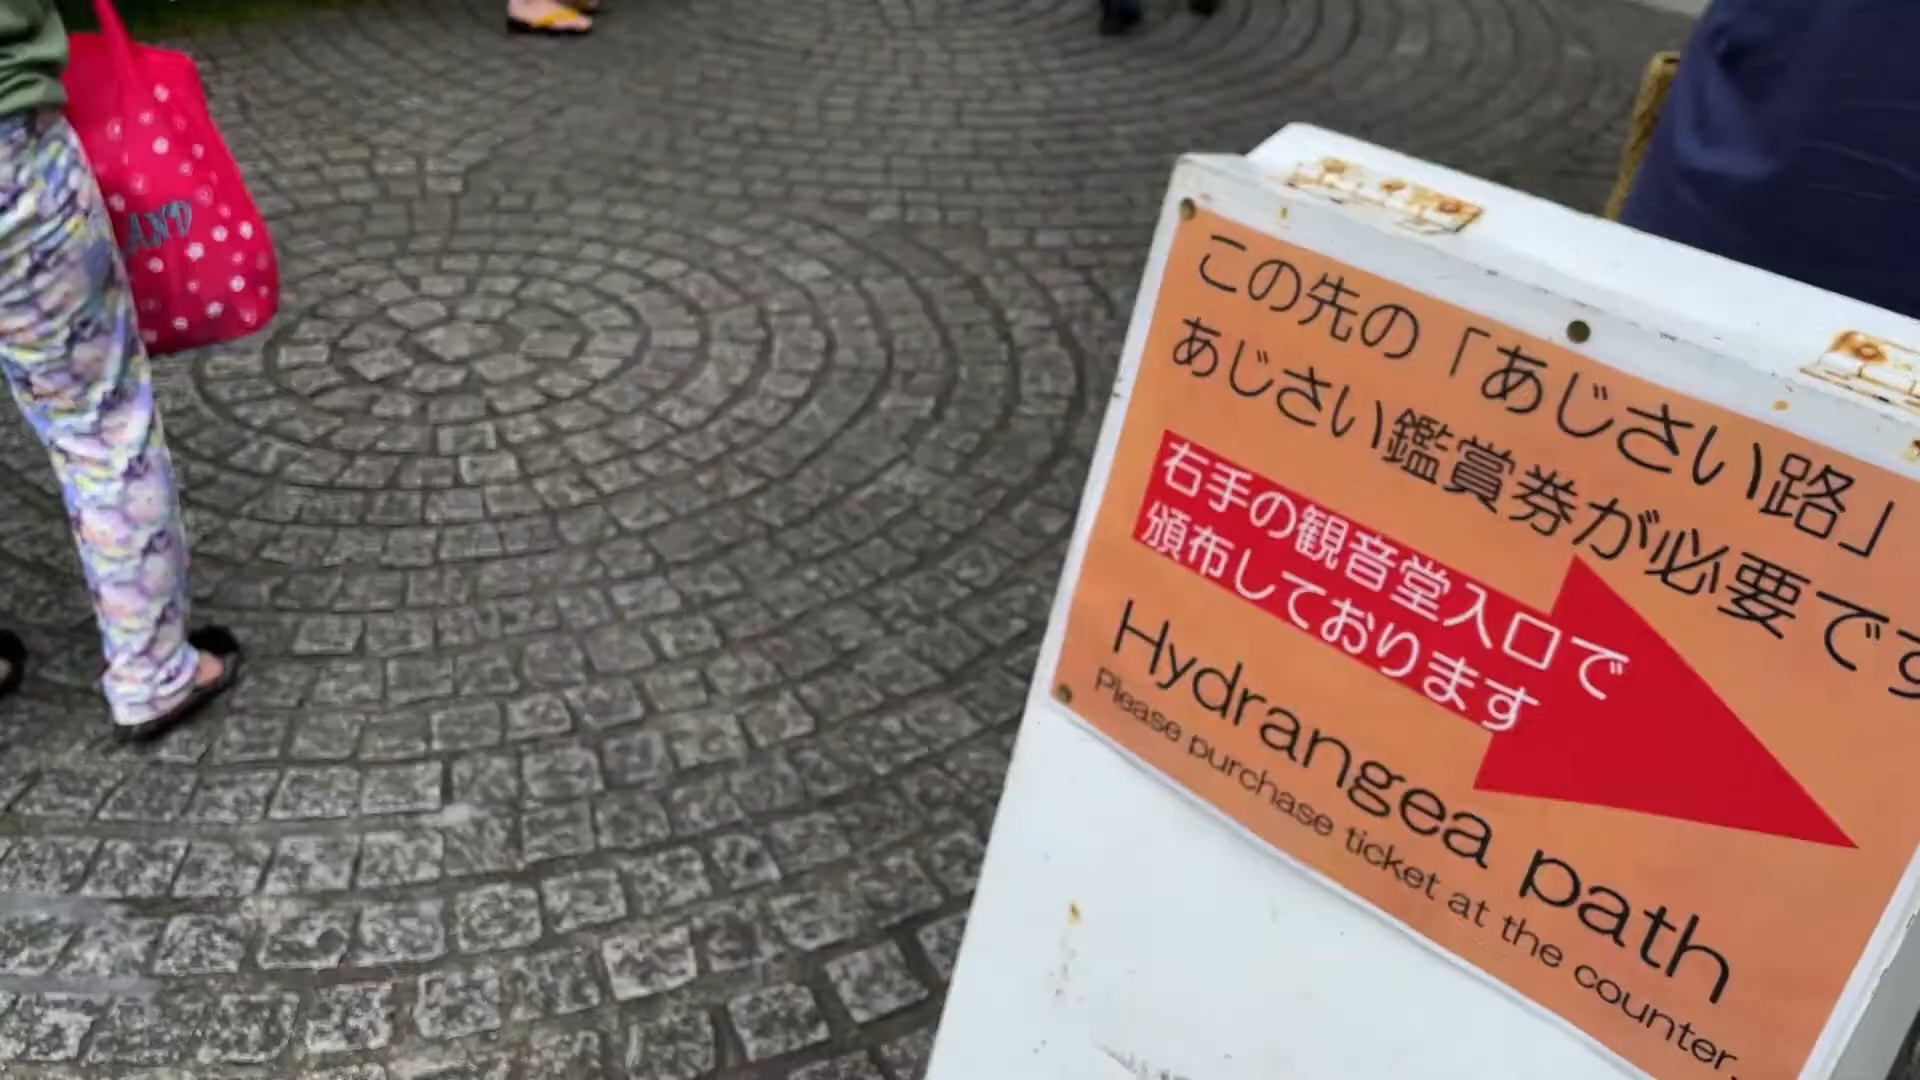 この先の「あじさい路」
あじさい鑑賞券が必要です
右手の観音堂入口で
頒布しております
Hydrangea path
Please purchase ticket at the counter.
AND